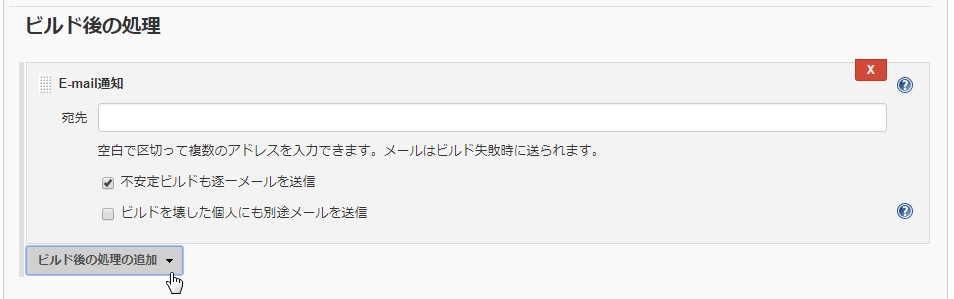 ビルド後の処理
X
E-mail通知
宛先
空白で区切って複数のアドレスを入力できます。メールはビルド失敗時に送られます。
不安定ビルドも逐一メールを送信
ビルドを壊した個人にも別途メールを送信
ビルド後の処理の追加